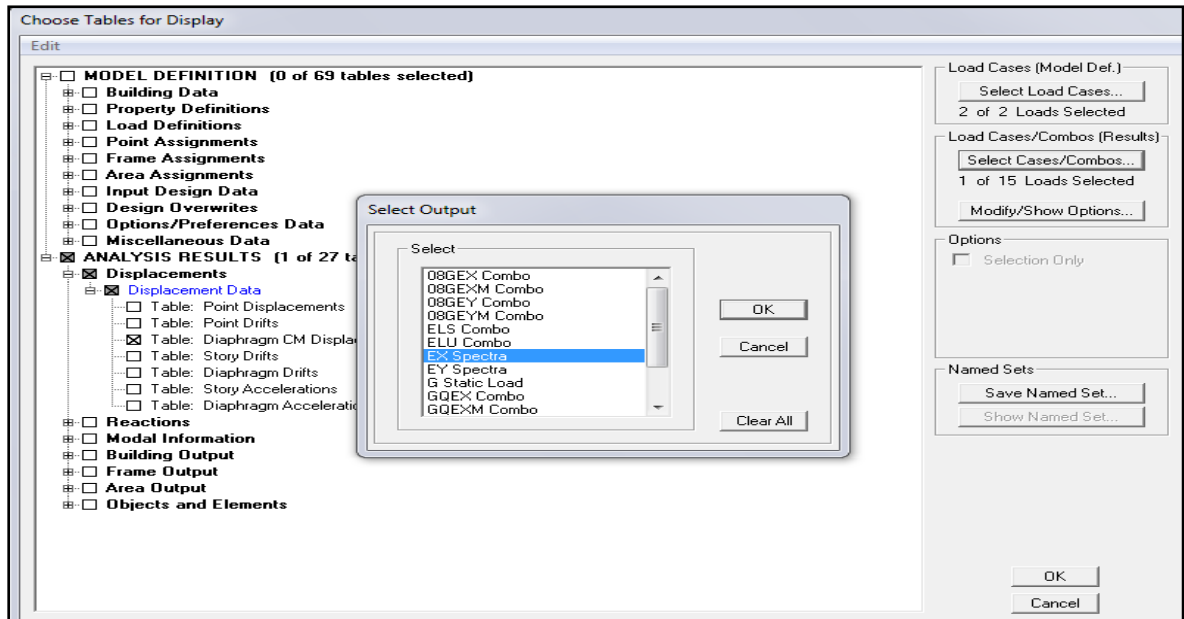 Choose Tables for Display
Edit
MODEL DEFINITION (0 of 69 tables selected)
Building Data
Property Definitions
Load Definitions
Point Assignments
Frame Assignments
Area Assignments
Input Design Data
Design Overwrites
Options/Preferences Data
Miscellaneous Data
ANALYSIS RESULTS (1 of 27 ta
Displacements
Displacement Data
Table: Point Displacements
Table: Point Drifts
Table: Diaphragm CM Displa
Table: Story Drifts
Table: Diaphragm Drifts
Table: Story Accelerations
Table: Diaphragm Acceleratio
Reactions
Modal Information
Building Output
Frame Output
Area Output
Objects and Elements
Select Output
Select
08GEX Combo
08GEXM Combo
08GEY Combo
08GEYM Combo
ELS Combo
ELU Combo
EX Spectra
EY Spectra
G Static Load
GQEX Combo
GQEXM Combo
OK
Cancel
Clear All
Load Cases (Model Def.)
Select Load Cases...
2 of 2 Loads Selected
Load Cases/Combos (Results)
Select Cases/Combos...
1 of 15 Loads Selected
Modify/Show Options...
Options
Selection Only
Named Sets
Save Named Set...
Show Named Set...
OK
Cancel